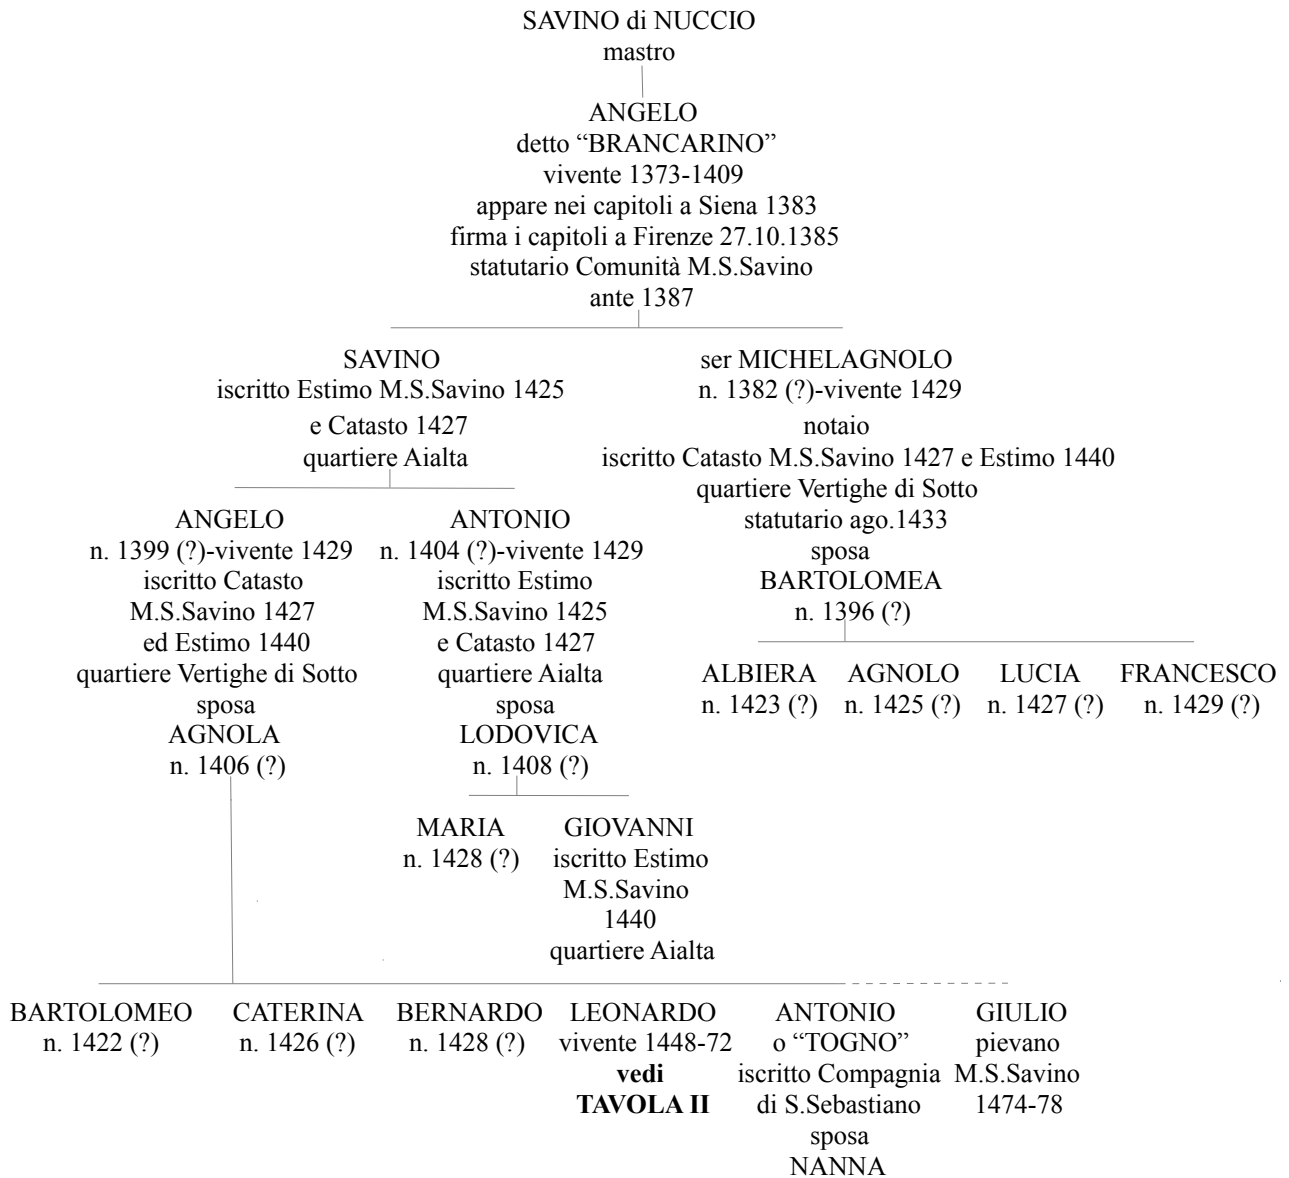 SAVINO di NUCCIO
mastro
ANGELO
detto “BRANCARINO”
vivente 1373-1409
appare nei capitoli a Siena 1383
firma i capitoli a Firenze 27.10.1385
statutario Comunità M.S.Savino
ante 1387
SAVINO
iscritto Estimo M.S.Savino 1425
e Catasto 1427
quartiere Aialta
ser MICHELAGNOLO
n. 1382 (?)-vivente 1429
notaio
iscritto Catasto M.S.Savino 1427 e Estimo 1440
quartiere Vertighe di Sotto
statutario ago.1433
sposa
BARTOLOMEA
n. 1396 (?)
ANGELO
n. 1399 (?)-vivente 1429
iscritto Catasto
M.S.Savino 1427
ed Estimo 1440
quartiere Vertighe di Sotto
sposa
AGNOLA
n. 1406 (?)
ANTONIO
n. 1404 (?)-vivente 1429
iscritto Estimo
M.S.Savino 1425
e Catasto 1427
quartiere Aialta
sposa
LODOVICA
n. 1408 (?)
ALBIERA
n. 1423 (?)
AGNOLO
n. 1425 (?)
LUCIA
n. 1427 (?)
FRANCESCO
n. 1429 (?)
MARIA
n. 1428 (?)
GIOVANNI
iscritto Estimo
M.S.Savino
1440
quartiere Aialta
BARTOLOMEO
n. 1422 (?)
CATERINA
n. 1426 (?)
BERNARDO
n. 1428 (?)
LEONARDO
vivente 1448-72
vedi
TAVOLA II
ANTONIO
o “TOGNO”
iscritto Compagnia
di S.Sebastiano
sposa
NANNA
GIULIO
pievano
M.S.Savino
1474-78